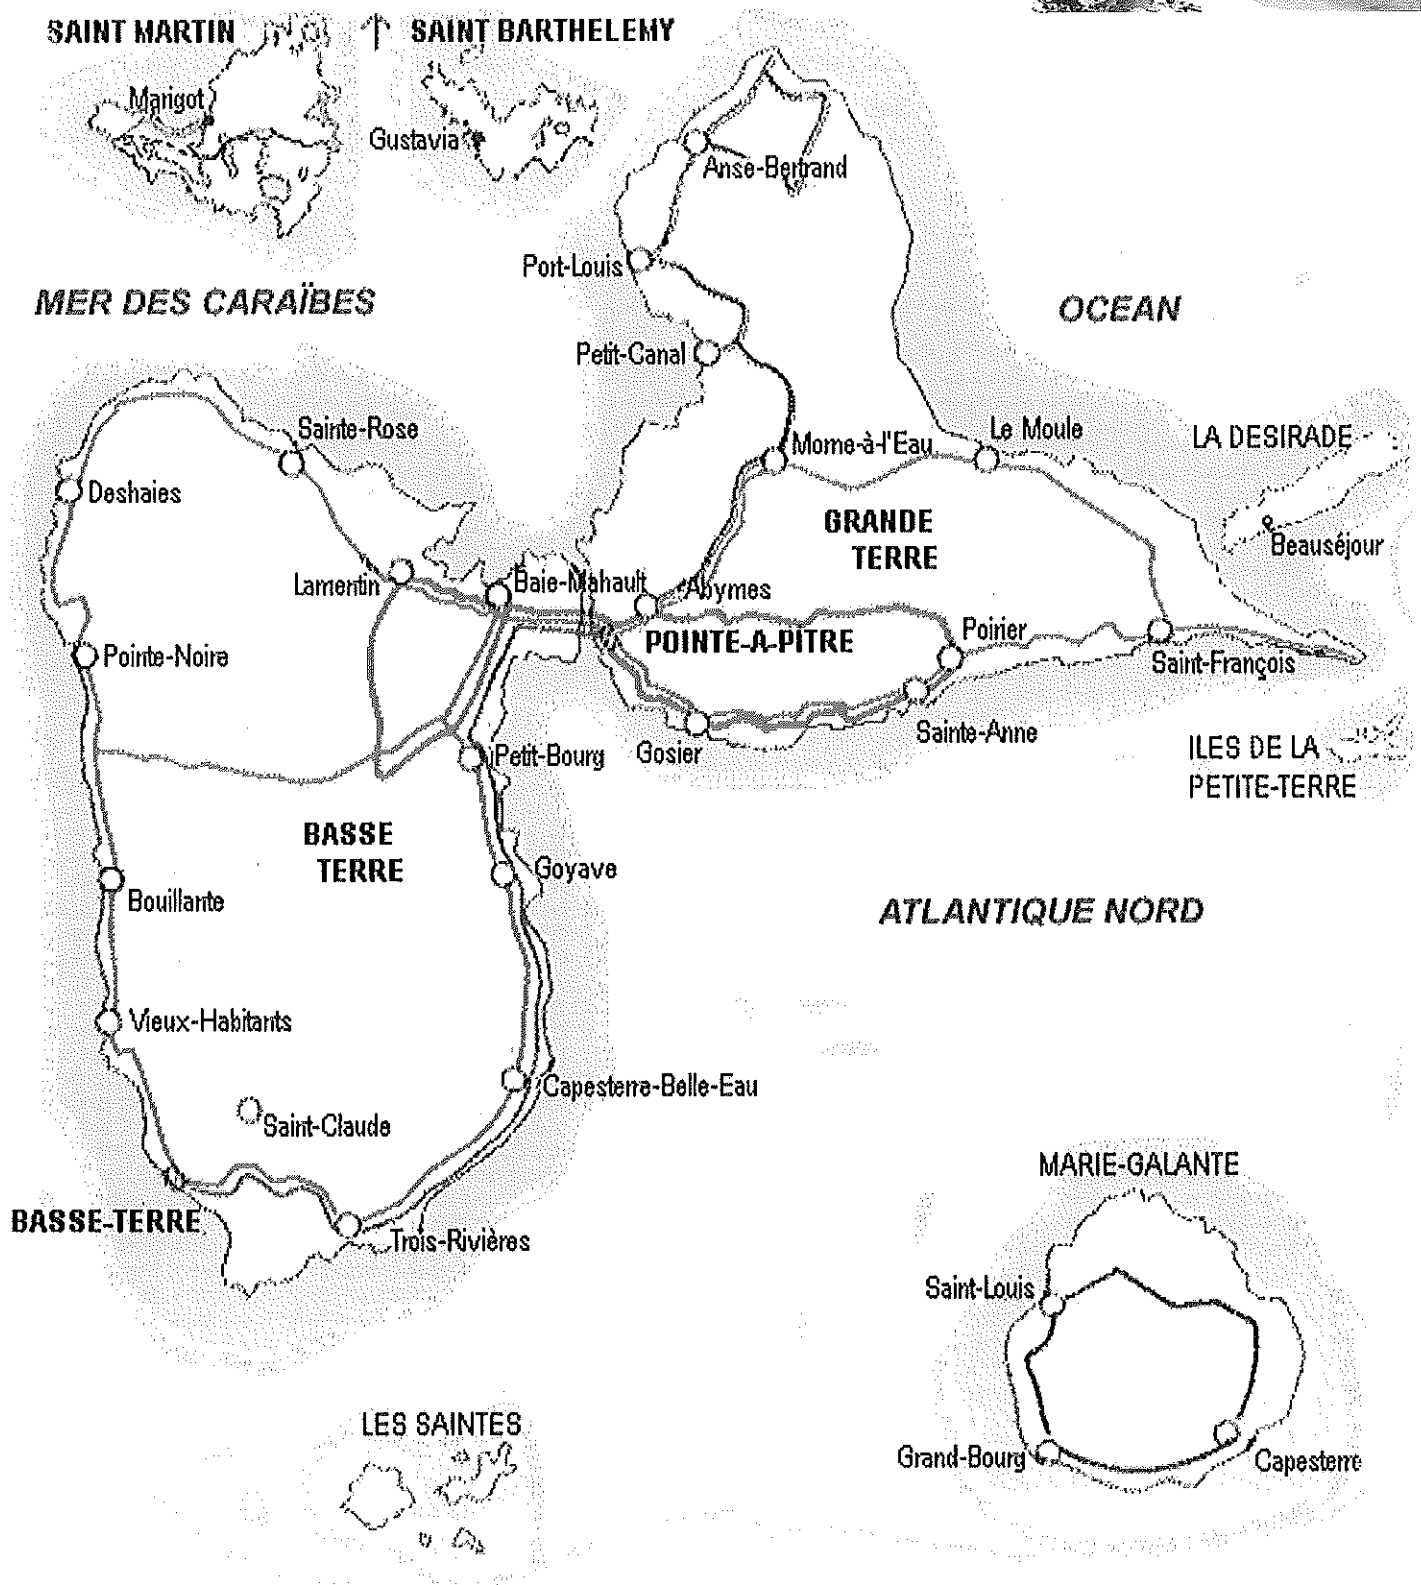 SAINT MARTIN
SAINT BARTHELEMY
Marigot
Gustavia
Anse-Bertrand
Port-Louis
MER DES CARAÏBES
OCEAN
Petit-Canal
Sainte-Rose
Morne-à-l'Eau
Le Moule
LA DESIRADE
Deshaies
GRANDE
TERRE
Beauséjour
Lamentin
Baie-Mahault
Abymes
Pointe-Noire
POINTE-A-PITRE
Poirier
Saint-François
Petit-Bourg
Gosier
Sainte-Anne
ILES DE LA
PETITE-TERRE
BASSE
TERRE
Goyave
Bouillante
ATLANTIQUE NORD
Vieux-Habitants
Capesterre-Belle-Eau
Saint-Claude
MARIE-GALANTE
BASSE-TERRE
Trois-Rivières
Saint-Louis
LES SAINTES
Grand-Bourg
Capesterre